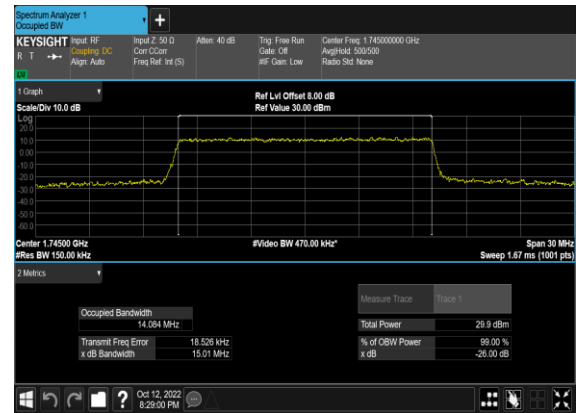 Spectrum Analyzer 1
Occupied BW
+
KEYSIGHT Input: RF Input Z: 50 Ω Atten: 40 dB Trig: Free Run Center Freq: 1.745000000 GHz
R T Coupling: DC Corr CCorr Gate: Off Avg|Hold: 500/500
Align: Auto Freq Ref: Int (S) #IF Gain: Low Radio Std: None
LV
1 Graph
Ref Lvl Offset 8.00 dB
Scale/Div 10.0 dB Ref Value 30.00 dBm
Log
20.0
10.0
0.00
-10.0
-20.0
-30.0
-40.0
-50.0
-60.0
Center 1.74500 GHz #Video BW 470.00 kHz* Span 30 MHz
#Res BW 150.00 kHz Sweep 1.67 ms (1001 pts)
2 Metrics
Measure Trace Trace 1
Occupied Bandwidth
14.084 MHz Total Power 29.9 dBm
Transmit Freq Error 18.526 kHz % of OBW Power 99.00 %
x dB Bandwidth 15.01 MHz x dB -26.00 dB
? Oct 12, 2022
8:29:00 PM